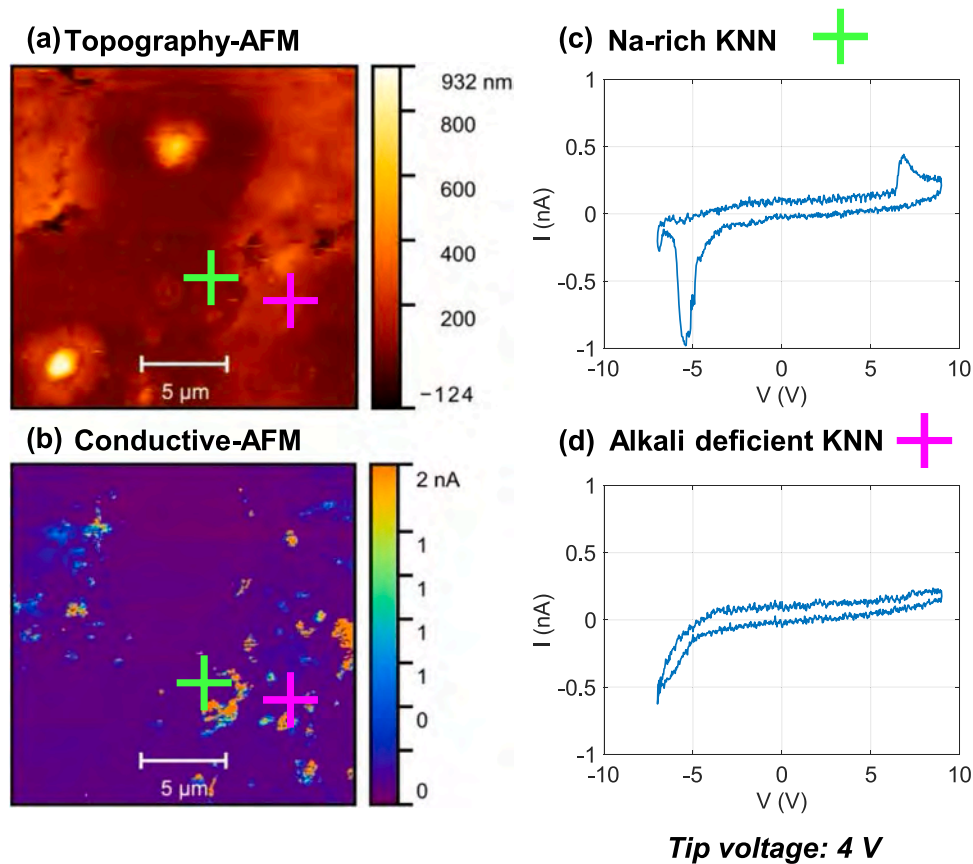 (a) Topography-AFM
932 nm
800
600
400
200
−124
5 μm
(b) Conductive-AFM
2 nA
1
1
1
0
0
5 μm
(c) Na-rich KNN
1
0.5
0
-0.5
-1
I (nA)
-10 -5 0 5 10
V (V)
(d) Alkali deficient KNN
1
0.5
0
-0.5
-1
I (nA)
-10 -5 0 5 10
V (V)
Tip voltage: 4 V